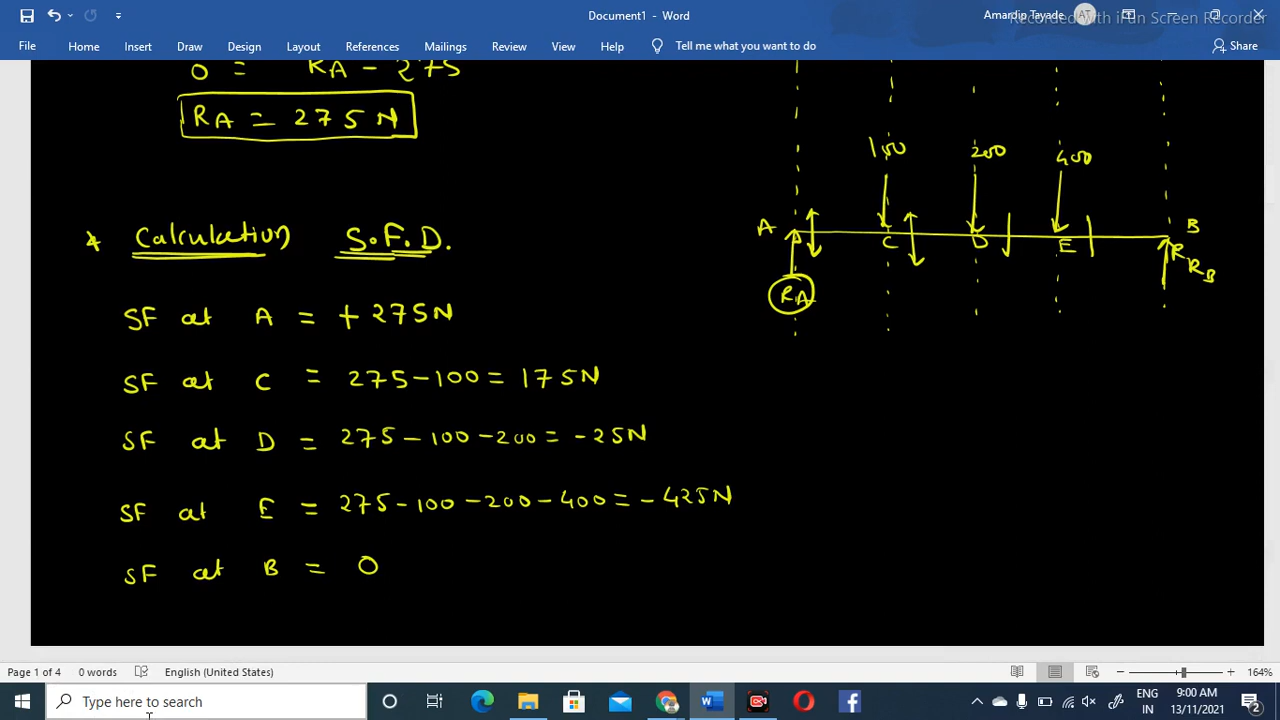 Document1 - Word
Amardip Tayade AT
Recorded with iFun Screen Recorder
File Home Insert Draw Design Layout References Mailings Review View Help Tell me what you want to do Share
0 = RA - 275
RA = 275 N
Calculation S.F.D.
SF at A = + 275N
SF at C = 275-100 = 175N
SF at D = 275-100-200 = -25N
SF at E = 275-100-200-400 = -425N
SF at B = 0
100 200 400
A C D E B
RA R RB
Page 1 of 4 0 words English (United States) 164%
Type here to search
ENG 9:00 AM
IN 13/11/2021 2